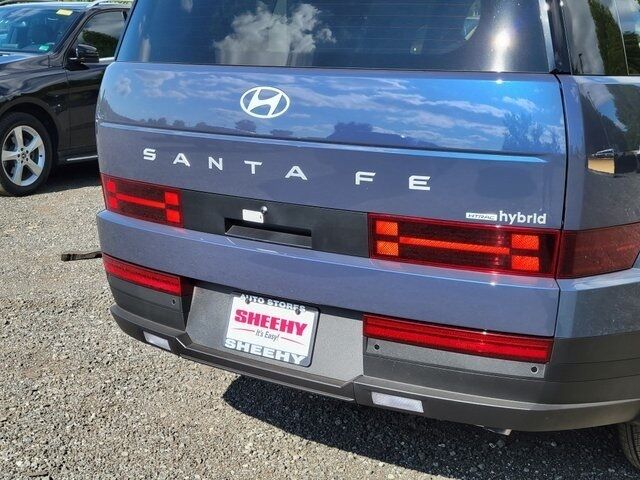 SANTA FE
HTRAC hybrid
AUTO STORES
SHEEHY
It's Easy!
SHEEHY